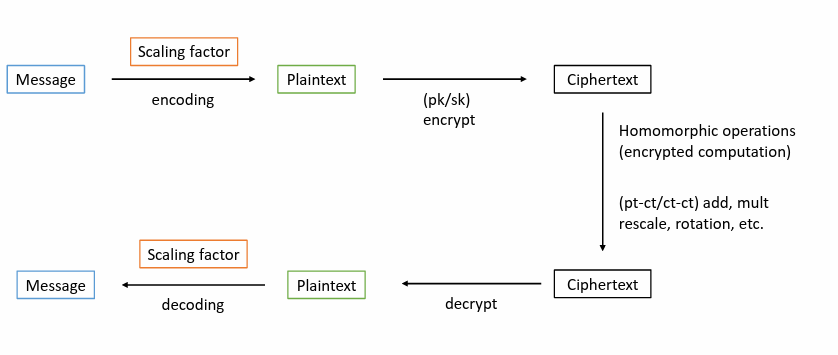 Scaling factor
Message
encoding
Plaintext
(pk/sk)
encrypt
Ciphertext
Homomorphic operations
(encrypted computation)
(pt-ct/ct-ct) add, mult
rescale, rotation, etc.
Scaling factor
Message
decoding
Plaintext
decrypt
Ciphertext